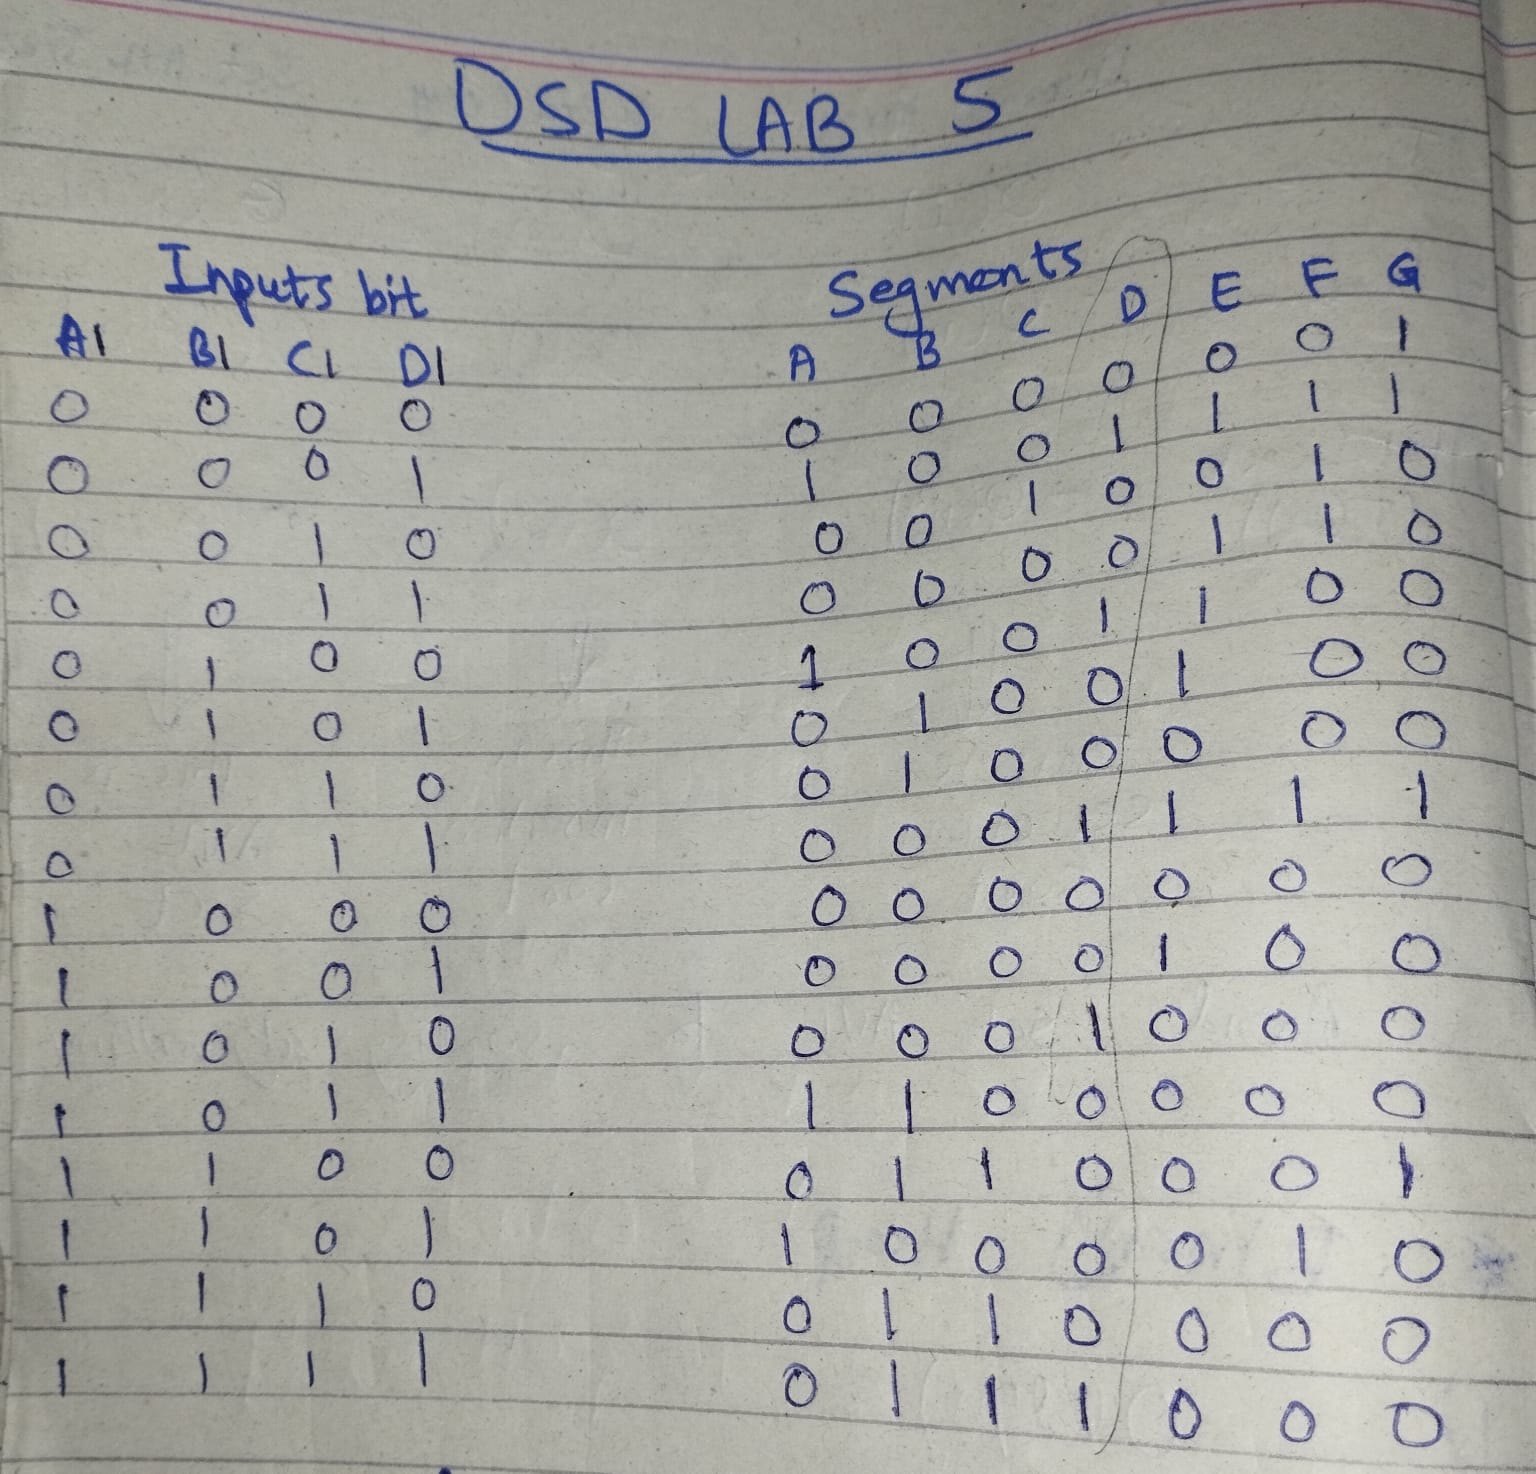 DSD LAB 5
Inputs bit Segments
A1 B1 C1 D1 A B C D E F G
0 0 0 0 0 0 0 0 0 0 1
0 0 0 1 1 0 0 1 1 1 1
0 0 1 0 0 0 1 0 0 1 0
0 0 1 1 0 0 0 0 1 1 0
0 1 0 0 1 0 0 1 1 0 0
0 1 0 1 0 1 0 0 1 0 0
0 1 1 0 0 1 0 0 0 0 0
0 1 1 1 0 0 0 1 1 1 1
1 0 0 0 0 0 0 0 0 0 0
1 0 0 1 0 0 0 0 1 0 0
1 0 1 0 0 0 0 1 0 0 0
1 0 1 1 1 1 0 0 0 0 0
1 1 0 0 0 1 1 0 0 0 1
1 1 0 1 1 0 0 0 0 1 0
1 1 1 0 0 1 1 0 0 0 0
1 1 1 1 0 1 1 1 0 0 0